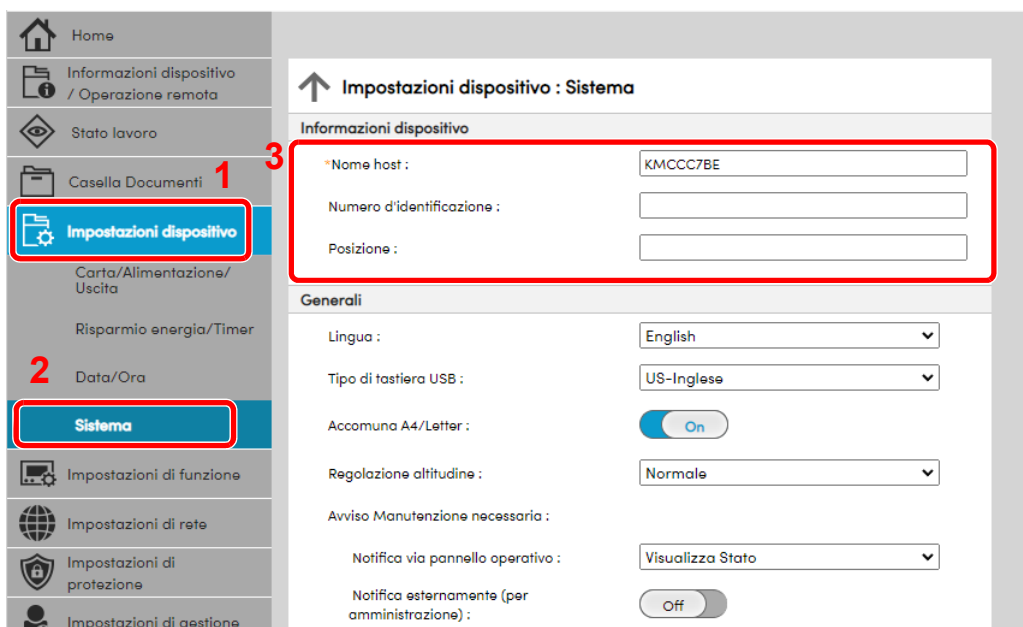 Home
Informazioni dispositivo
/ Operazione remota
Stato lavoro
Casella Documenti
1
Impostazioni dispositivo
Carta/Alimentazione/
Uscita
Risparmio energia/Timer
2
Data/Ora
Sistema
Impostazioni di funzione
Impostazioni di rete
Impostazioni di
protezione
Impostazioni di gestione
Impostazioni dispositivo : Sistema
Informazioni dispositivo
3
*Nome host : KMCCC7BE
Numero d'identificazione :
Posizione :
Generali
Lingua : English
Tipo di tastiera USB : US-Inglese
Accomuna A4/Letter : On
Regolazione altitudine : Normale
Avviso Manutenzione necessaria :
Notifica via pannello operativo : Visualizza Stato
Notifica esternamente (per
amministrazione) : Off